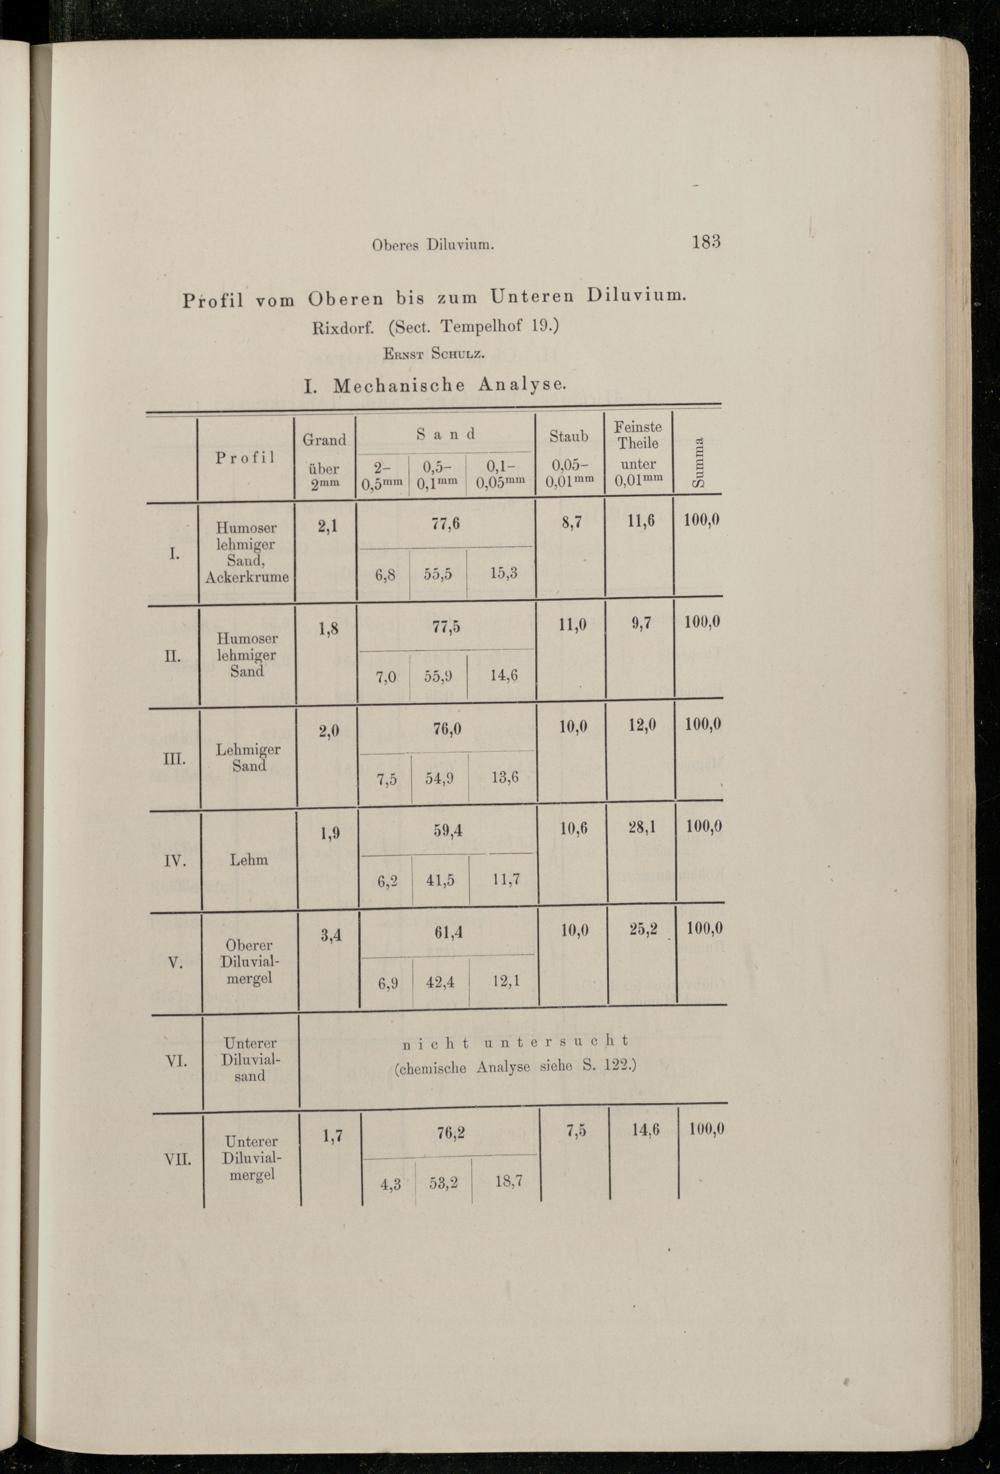 Oberes Diluvium. 183
Profil vom Oberen bis zum Unteren Diluvium.
Rixdorf. (Sect. Tempelhof 19.)
Ernst Schulz.
I. Mechanische Analyse.
Profil
Grand
über
2mm
Sand
2-
0,5mm
0,5-
0,1mm
0,1-
0,05mm
Staub
0,05-
0,01mm
Feinste
Theile
unter
0,01mm
Summa
I.
Humoser
lehmiger
Sand,
Ackerkrume
2,1 77,6 8,7 11,6 100,0
6,8 55,5 15,3
II.
Humoser
lehmiger
Sand
1,8 77,5 11,0 9,7 100,0
7,0 55,9 14,6
III.
Lehmiger
Sand
2,0 76,0 10,0 12,0 100,0
7,5 54,9 13,6
IV.
Lehm
1,9 59,4 10,6 28,1 100,0
6,2 41,5 11,7
V.
Oberer
Diluvial-
mergel
3,4 61,4 10,0 25,2 100,0
6,9 42,4 12,1
VI.
Unterer
Diluvial-
sand
nicht untersucht
(chemische Analyse siehe S. 122.)
VII.
Unterer
Diluvial-
mergel
1,7 76,2 7,5 14,6 100,0
4,3 53,2 18,7